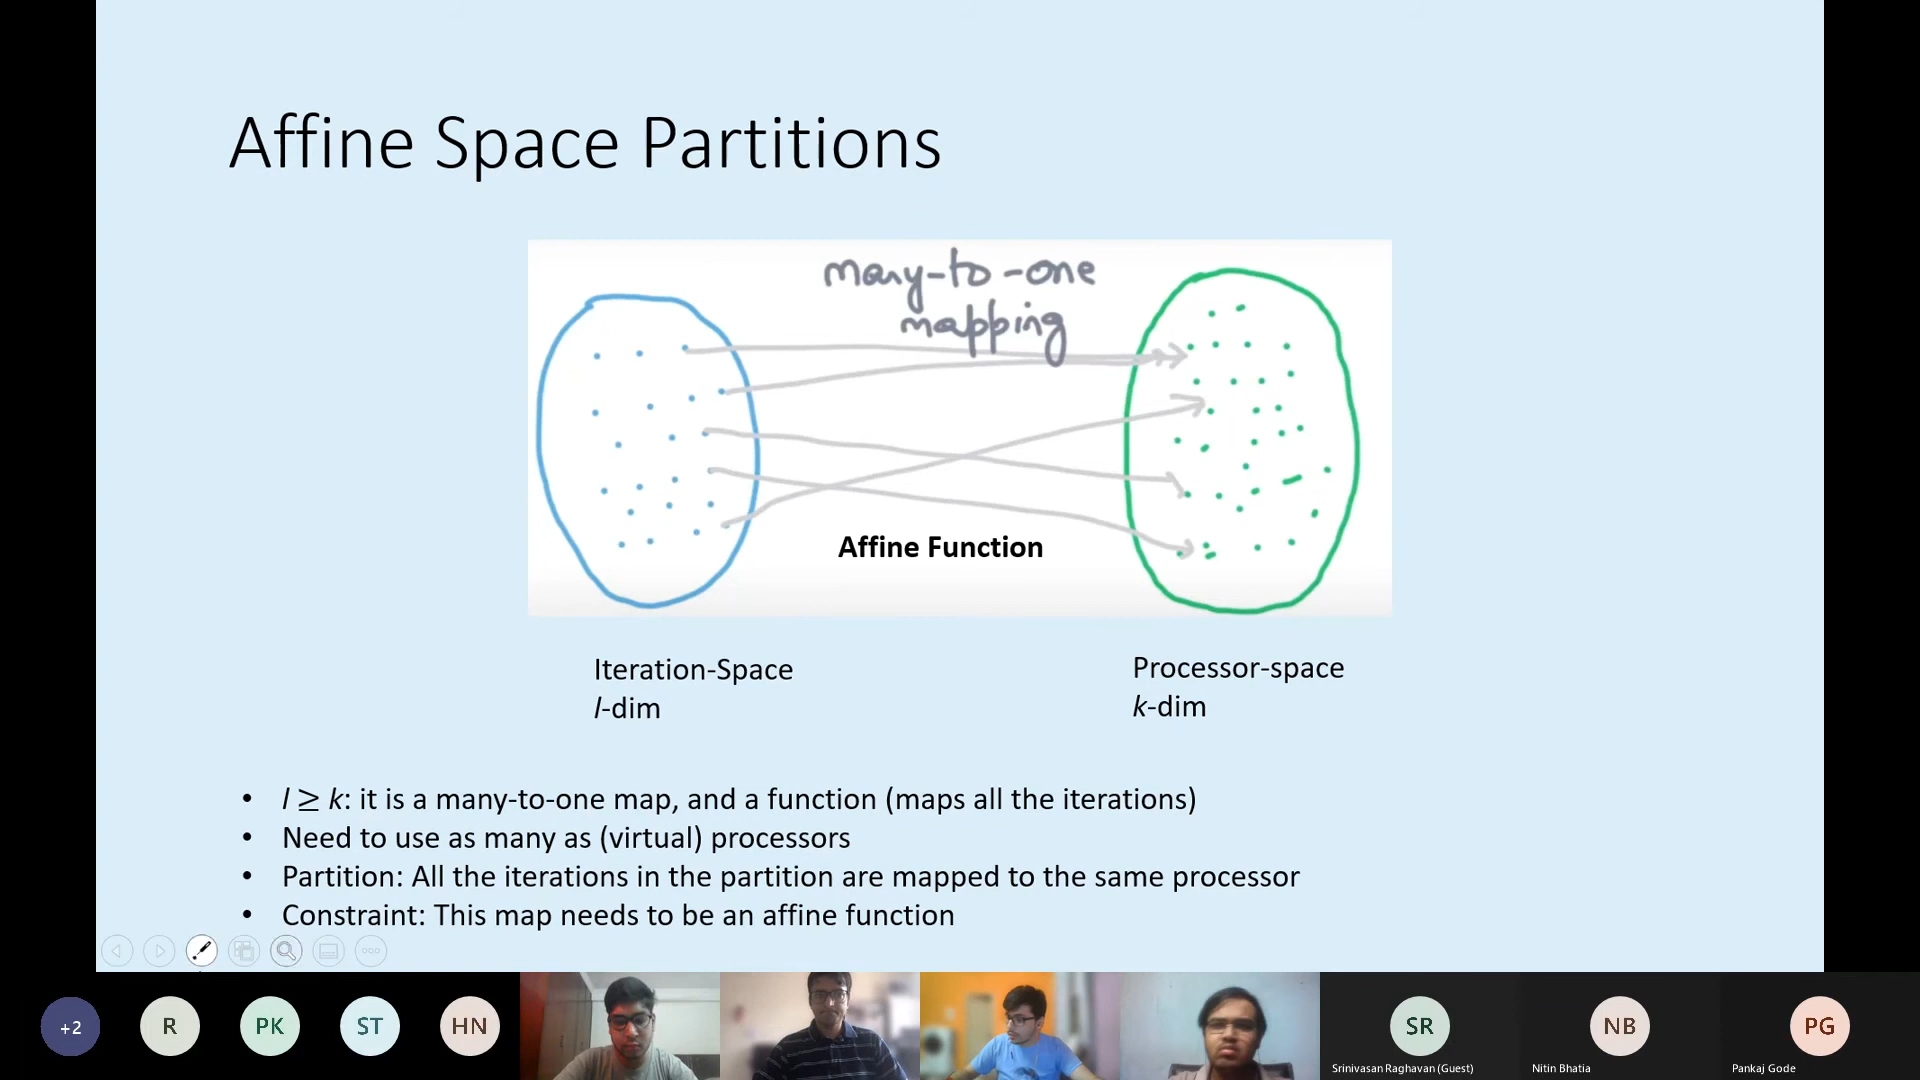 Affine Space Partitions
many-to-one
mapping
Affine Function
Iteration-Space
l-dim
Processor-space
k-dim
• l ≥ k: it is a many-to-one map, and a function (maps all the iterations)
• Need to use as many as (virtual) processors
• Partition: All the iterations in the partition are mapped to the same processor
• Constraint: This map needs to be an affine function
+2
R
PK
ST
HN
SR
NB
PG
Srinivasan Raghavan (Guest)
Nitin Bhatia
Pankaj Gode